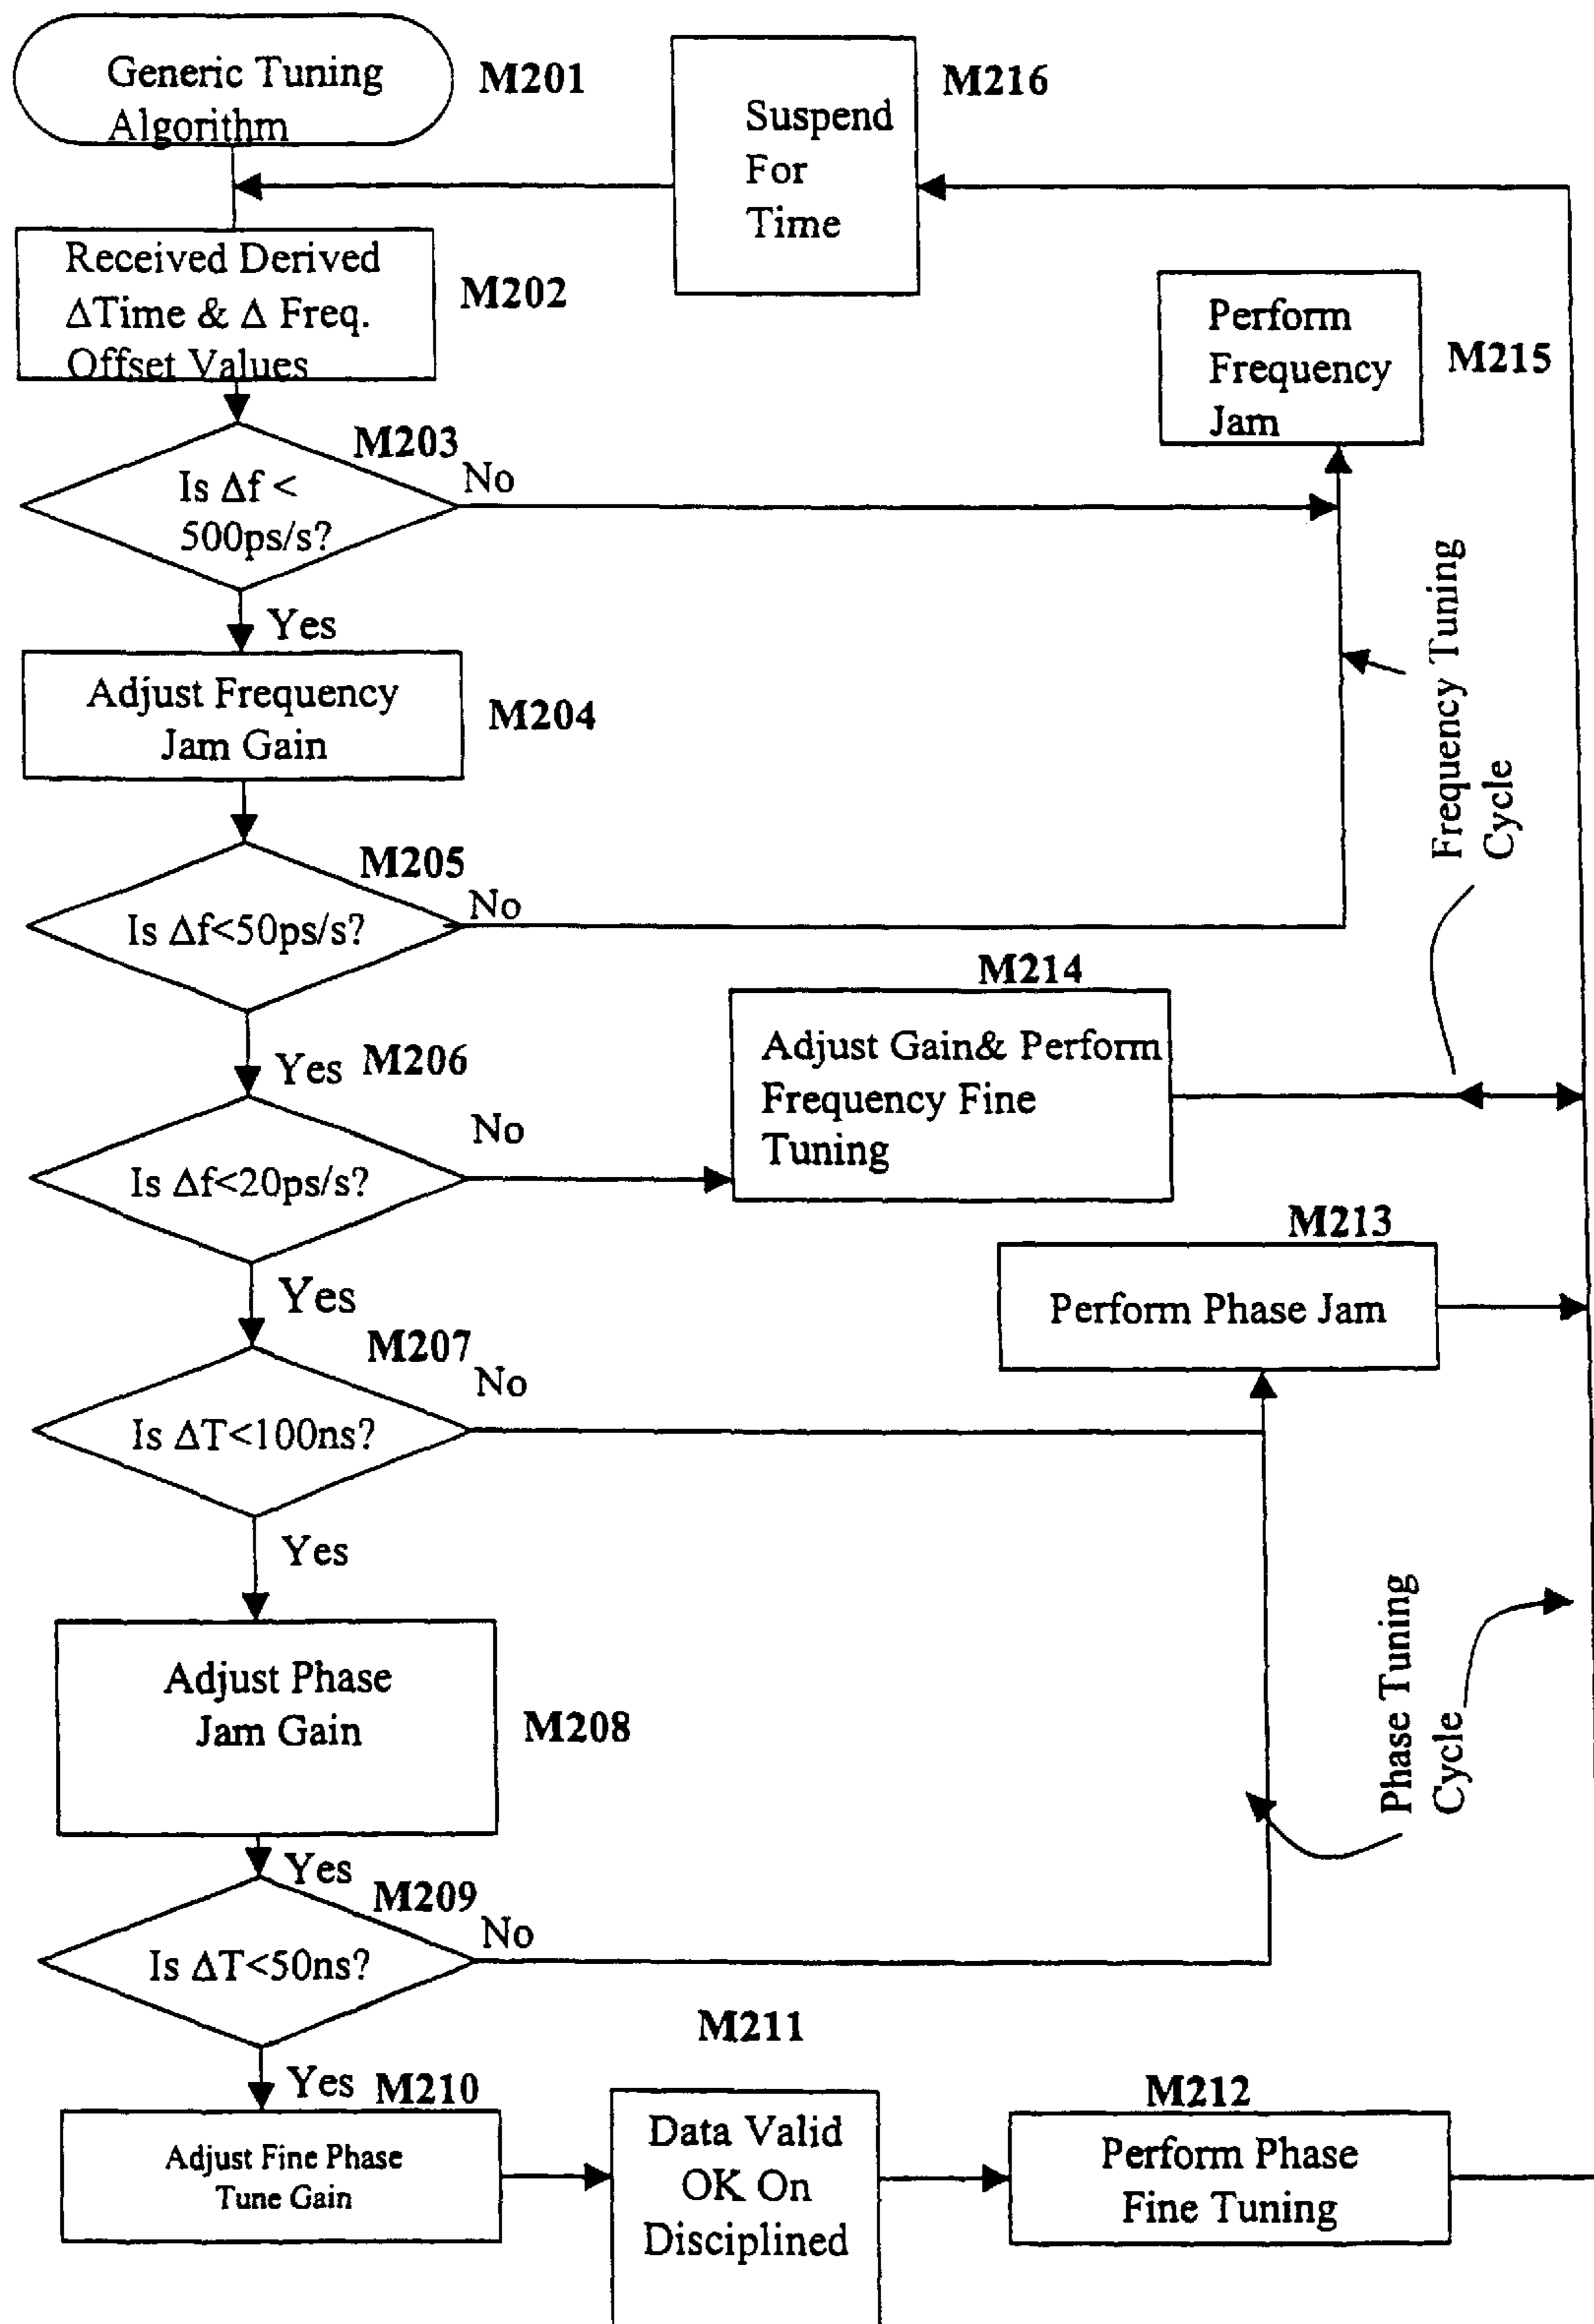 Generic Tuning
Algorithm
M201
Suspend
For
Time
M216
Received Derived
ΔTime & Δ Freq.
Offset Values
M202
Perform
Frequency
Jam
M215
M203
Is Δf <
500ps/s?
No
Yes
Adjust Frequency
Jam Gain
M204
Frequency Tuning
Cycle
M205
Is Δf<50ps/s?
No
Yes
M206
Is Δf<20ps/s?
No
M214
Adjust Gain& Perform
Frequency Fine
Tuning
Yes
M213
Perform Phase Jam
M207
Is ΔT<100ns?
No
Yes
Adjust Phase
Jam Gain
M208
Phase Tuning
Cycle
Yes
M209
Is ΔT<50ns?
No
Yes
M210
Adjust Fine Phase
Tune Gain
M211
Data Valid
OK On
Disciplined
M212
Perform Phase
Fine Tuning